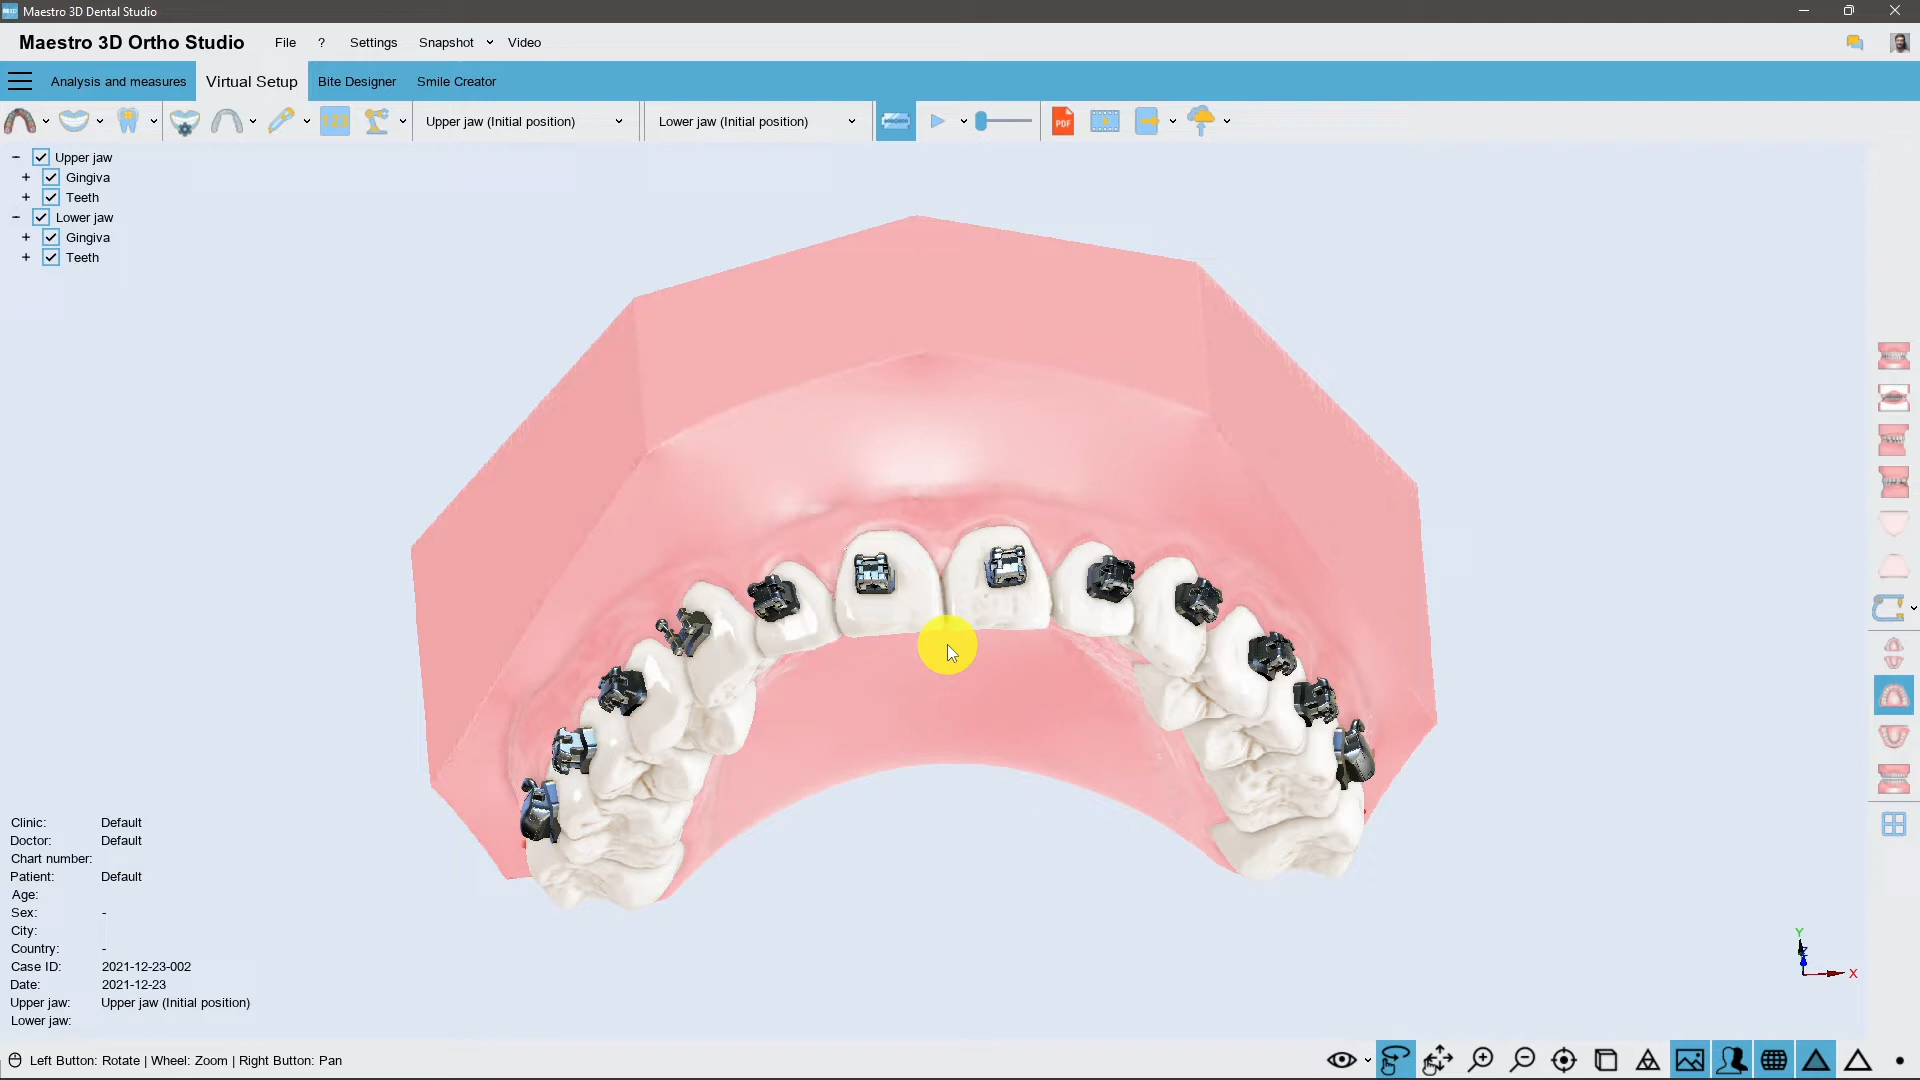 Maestro 3D Dental Studio
Maestro 3D Ortho Studio File ? Settings Snapshot Video
Analysis and measures Virtual Setup Bite Designer Smile Creator
123 Upper jaw (Initial position) Lower jaw (Initial position) PDF
Upper jaw
Gingiva
Teeth
Lower jaw
Gingiva
Teeth
Clinic: Default
Doctor: Default
Chart number:
Patient: Default
Age:
Sex: -
City:
Country: -
Case ID: 2021-12-23-002
Date: 2021-12-23
Upper jaw: Upper jaw (Initial position)
Lower jaw:
Y
Z
X
Left Button: Rotate | Wheel: Zoom | Right Button: Pan